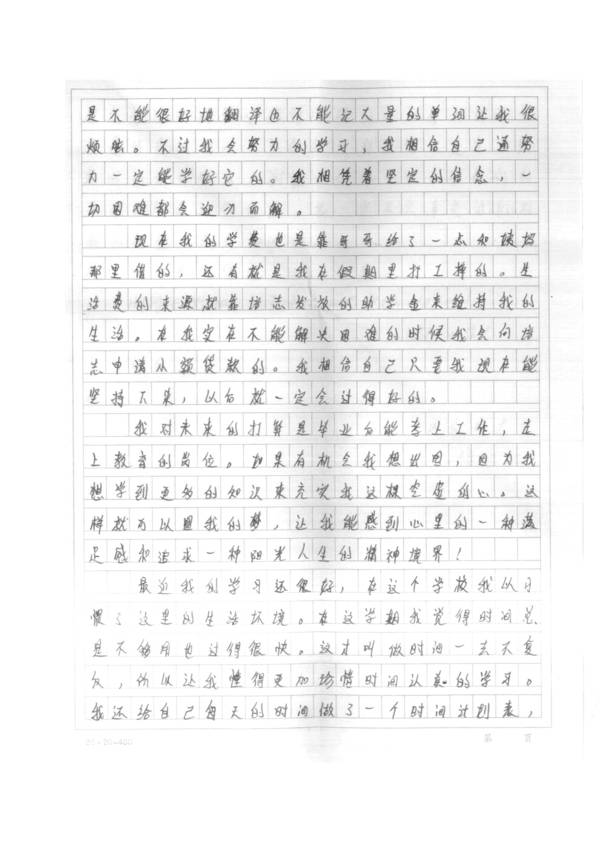 是不能很好地翻译也不能记大量的单词让我很
烦恼。不过我会努力的学习，我相信自己通努
力一定能学好它的。我相凭着坚定的信念，一
切困难都会迎刃而解。
现在我的学费也是靠哥哥给了一点和
那里借的，还有就是我在假期里打工挣的。生
活费的来源就靠培志发放的助学金来维持我的
生活。在我实在不能解决困难的时候我会向培
志申请小额贷款的。我相信自己只要我现在能
坚持下来，以后就一定会过得好的。
我对未来的打算是毕业后能考上工作，走
上教育的岗位。如果有机会我想出国，因为我
想学到更多的知识来充实我这棵空虚的心。这
样就可以圆我的梦，让我能感到心里的一种满
足感和追求一种阳光人生的精神境界！
最近我的学习还很好，在这个学校我以习
惯了这里的生活环境。在这学期我觉得时间总
是不够用也过得很快。这才叫做时间一去不复
反，所以让我懂得更加珍惜时间认真的学习。
我还给自己每天的时间做了一个时间计划表，
20×20=400
第 页